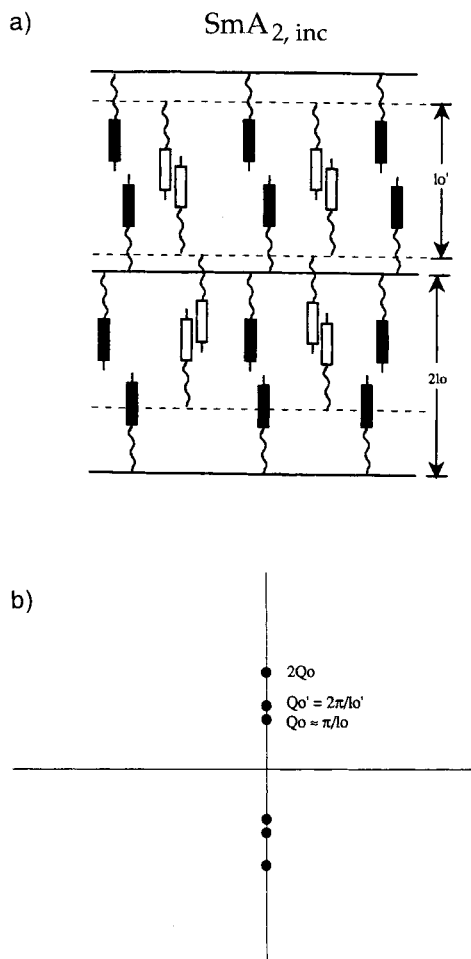 a)
SmA2, inc
lo'
2lo
b)
2Qo
Qo' = 2π/lo'
Qo ≈ π/lo